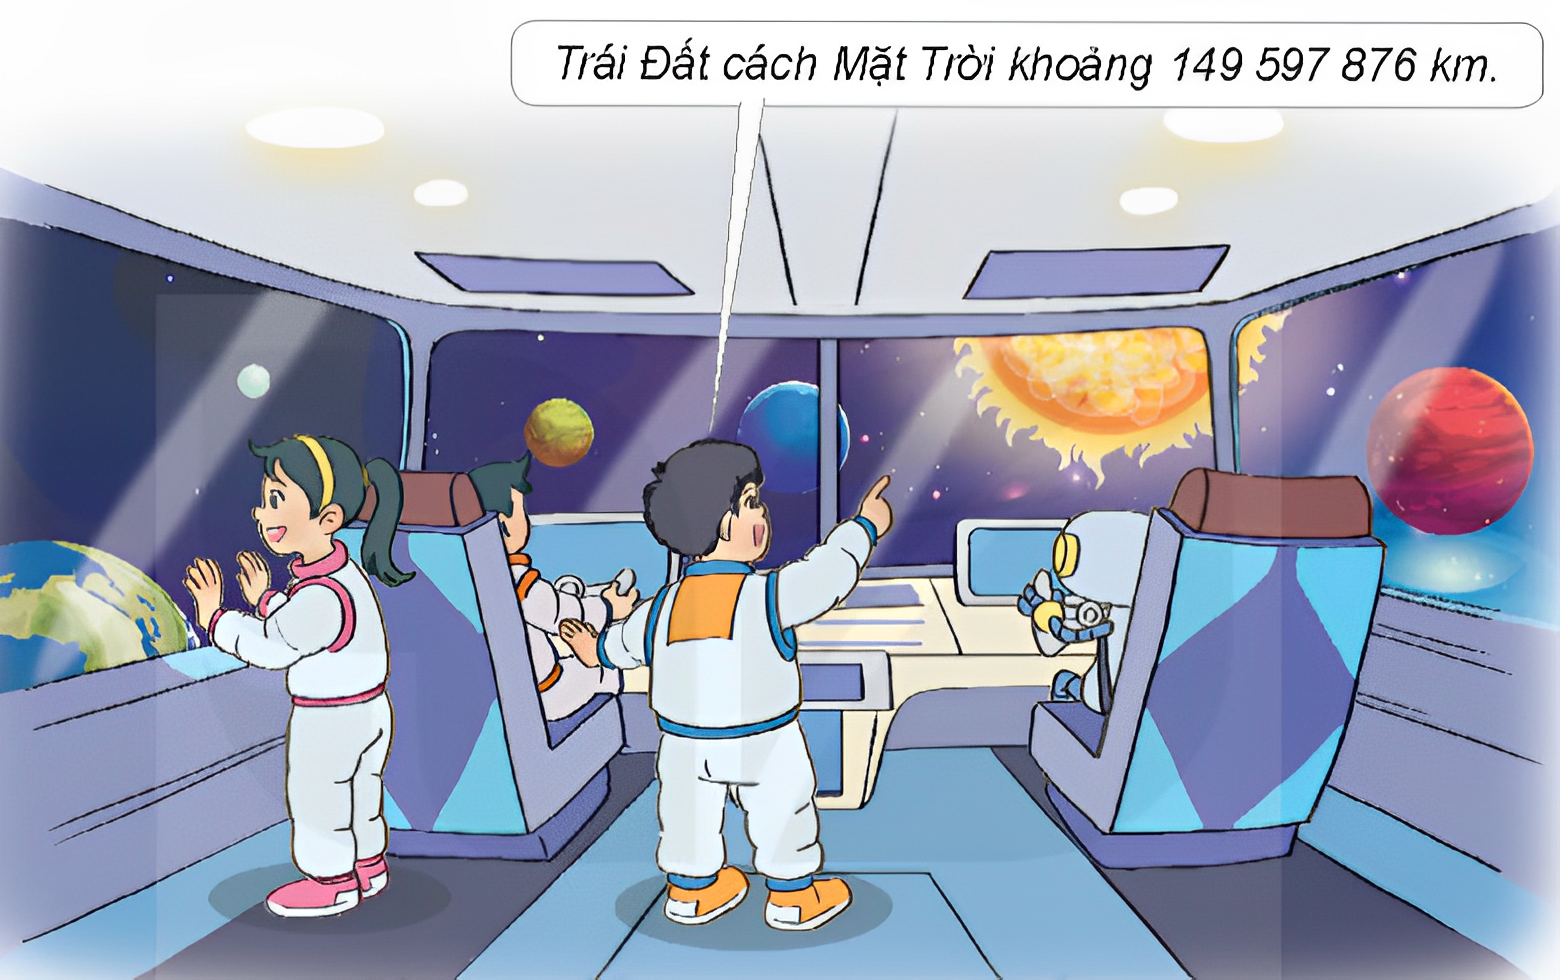 Trái Đất cách Mặt Trời khoảng 149 597 876 km.